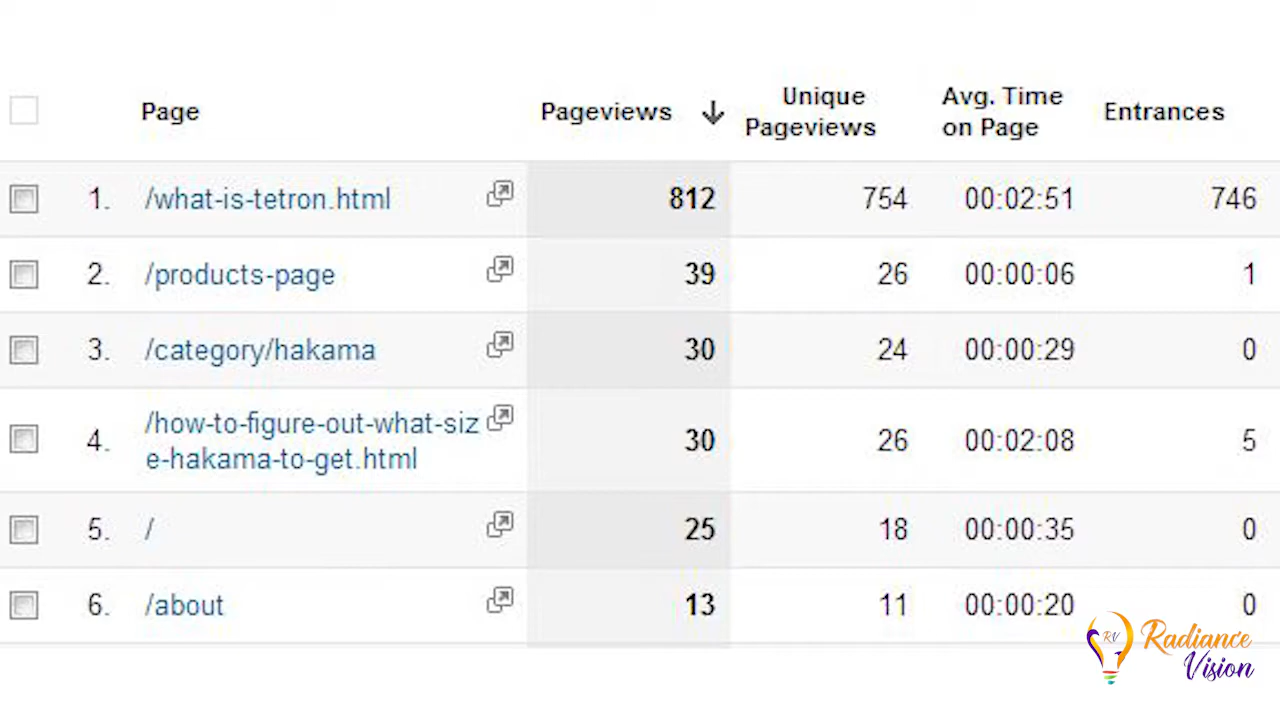 Page Pageviews Unique Pageviews Avg. Time on Page Entrances
1. /what-is-tetron.html 812 754 00:02:51 746
2. /products-page 39 26 00:00:06 1
3. /category/hakama 30 24 00:00:29 0
4. /how-to-figure-out-what-siz
e-hakama-to-get.html 30 26 00:02:08 5
5. / 25 18 00:00:35 0
6. /about 13 11 00:00:20 0
RV Radiance
Vision